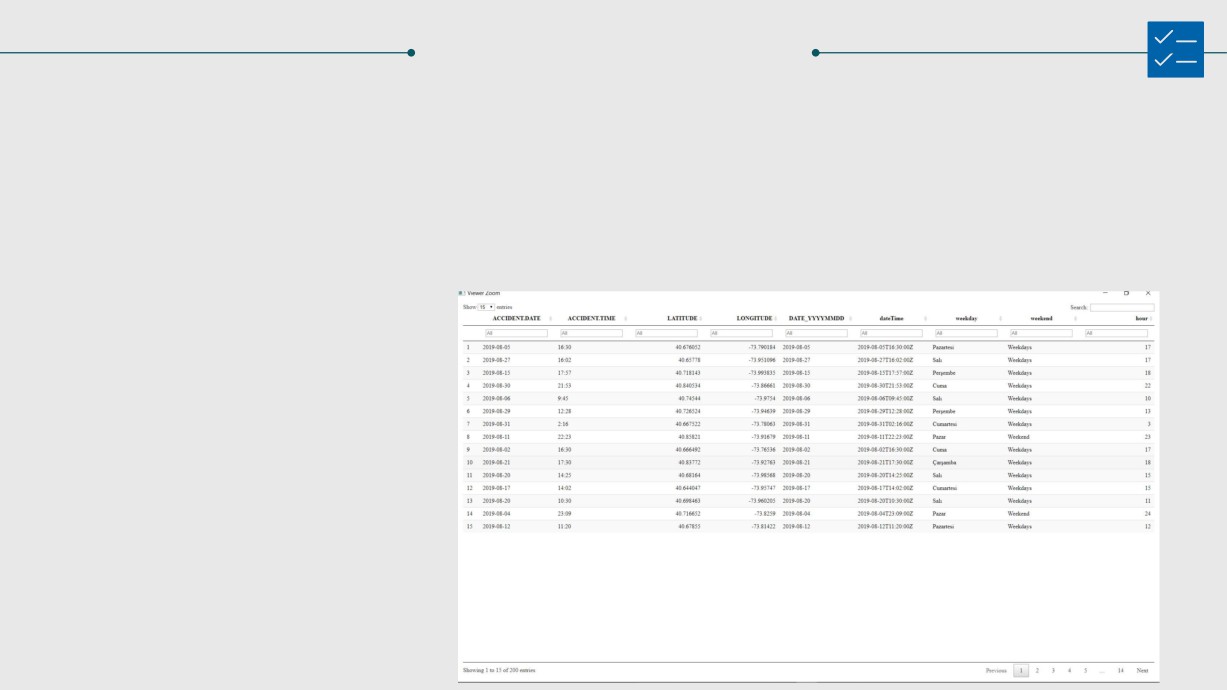 Viewer Zoom
Show 15 entries
Search:
ACCIDENT.DATE ACCIDENT.TIME LATITUDE LONGITUDE DATE_YYYYMMDD dateTime weekday weekend hour
All All All All All All All All All
1 2019-08-05 16:30 40.676052 -73.790184 2019-08-05 2019-08-05T16:30:00Z Pazartesi Weekdays 17
2 2019-08-27 16:02 40.65778 -73.951096 2019-08-27 2019-08-27T16:02:00Z Salı Weekdays 17
3 2019-08-15 17:57 40.718143 -73.993835 2019-08-15 2019-08-15T17:57:00Z Perşembe Weekdays 18
4 2019-08-30 21:53 40.840534 -73.86661 2019-08-30 2019-08-30T21:53:00Z Cuma Weekdays 22
5 2019-08-06 9:45 40.74544 -73.9754 2019-08-06 2019-08-06T09:45:00Z Salı Weekdays 10
6 2019-08-29 12:28 40.726524 -73.94639 2019-08-29 2019-08-29T12:28:00Z Perşembe Weekdays 13
7 2019-08-31 2:16 40.667522 -73.78063 2019-08-31 2019-08-31T02:16:00Z Cumartesi Weekdays 3
8 2019-08-11 22:23 40.85821 -73.91679 2019-08-11 2019-08-11T22:23:00Z Pazar Weekend 23
9 2019-08-02 16:30 40.666492 -73.76536 2019-08-02 2019-08-02T16:30:00Z Cuma Weekdays 17
10 2019-08-21 17:30 40.83772 -73.92763 2019-08-21 2019-08-21T17:30:00Z Çarşamba Weekdays 18
11 2019-08-20 14:25 40.68164 -73.98568 2019-08-20 2019-08-20T14:25:00Z Salı Weekdays 15
12 2019-08-17 14:02 40.644047 -73.95747 2019-08-17 2019-08-17T14:02:00Z Cumartesi Weekdays 15
13 2019-08-20 10:30 40.698463 -73.960205 2019-08-20 2019-08-20T10:30:00Z Salı Weekdays 11
14 2019-08-04 23:09 40.716652 -73.8259 2019-08-04 2019-08-04T23:09:00Z Pazar Weekend 24
15 2019-08-12 11:20 40.67855 -73.81422 2019-08-12 2019-08-12T11:20:00Z Pazartesi Weekdays 12
Showing 1 to 15 of 200 entries
Previous 1 2 3 4 5 … 14 Next